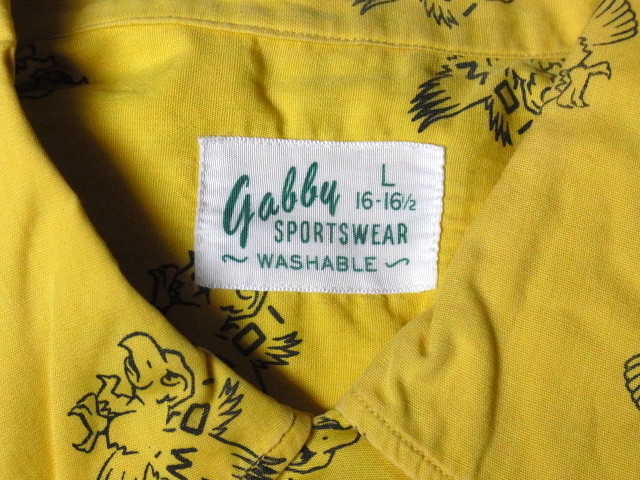 Gabby
L
16-16½
SPORTSWEAR
~ WASHABLE ~